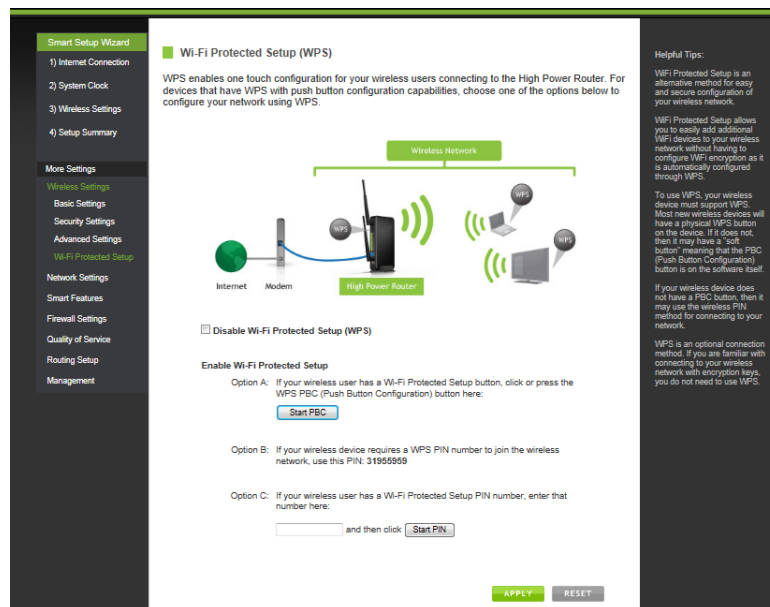 Smart Setup Wizard
1) Internet Connection
2) System Clock
3) Wireless Settings
4) Setup Summary
More Settings
Wireless Settings
Basic Settings
Security Settings
Advanced Settings
Wi-Fi Protected Setup
Network Settings
Smart Features
Firewall Settings
Quality of Service
Routing Setup
Management
Wi-Fi Protected Setup (WPS)
WPS enables one touch configuration for your wireless users connecting to the High Power Router. For
devices that have WPS with push button configuration capabilities, choose one of the options below to
configure your network using WPS.
Wireless Network
WPS
WPS
WPS
Internet
Modem
High Power Router
Disable Wi-Fi Protected Setup (WPS)
Enable Wi-Fi Protected Setup
Option A: If your wireless user has a Wi-Fi Protected Setup button, click or press the
WPS PBC (Push Button Configuration) button here:
Start PBC
Option B: If your wireless device requires a WPS PIN number to join the wireless
network, use this PIN: 31955959
Option C: If your wireless user has a Wi-Fi Protected Setup PIN number, enter that
number here:
and then click Start PIN
APPLY RESET
Helpful Tips:
WiFi Protected Setup is an
alternative method for easy
and secure configuration of
your wireless network.
WiFi Protected Setup allows
you to easily add additional
WiFi devices to your wireless
network without having to
configure WiFi encryption as it
is automatically configured
through WPS.
To use WPS, your wireless
device must support WPS.
Most new wireless devices will
have a physical WPS button
on the device. If it does not,
then it may have a "soft
button" meaning that the PBC
(Push Button Configuration)
button is on the software itself.
If your wireless device does
not have a PBC button, then it
may use the wireless PIN
method for connecting to your
network.
WPS is an optional connection
method. If you are familiar with
connecting to your wireless
network with encryption keys,
you do not need to use WPS.